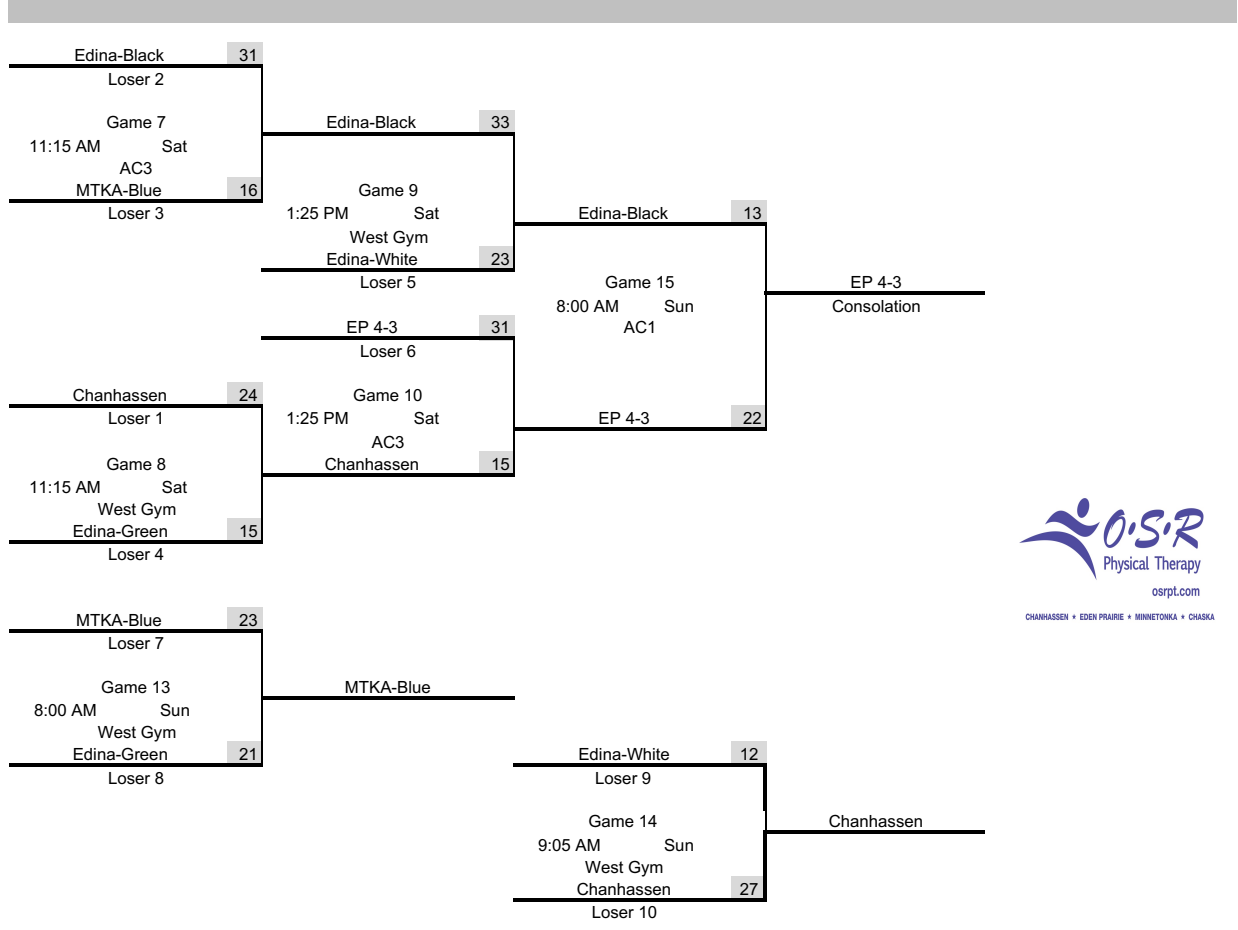 Edina-Black 31
Loser 2
Game 7
Edina-Black 33
11:15 AM Sat
AC3
MTKA-Blue 16
Game 9
Loser 3
1:25 PM Sat
Edina-Black 13
West Gym
Edina-White 23
Loser 5
Game 15
EP 4-3
8:00 AM Sun
Consolation
EP 4-3 31
AC1
Loser 6
Chanhassen 24
Game 10
Loser 1
1:25 PM Sat
EP 4-3 22
AC3
Game 8
Chanhassen 15
11:15 AM Sat
West Gym
Edina-Green 15
Loser 4
O·S·R
Physical Therapy
osrpt.com
CHANHASSEN ★ EDEN PRAIRIE ★ MINNETONKA ★ CHASKA
MTKA-Blue 23
Loser 7
Game 13
MTKA-Blue
8:00 AM Sun
West Gym
Edina-Green 21
Loser 8
Edina-White 12
Loser 9
Game 14
Chanhassen
9:05 AM Sun
West Gym
Chanhassen 27
Loser 10